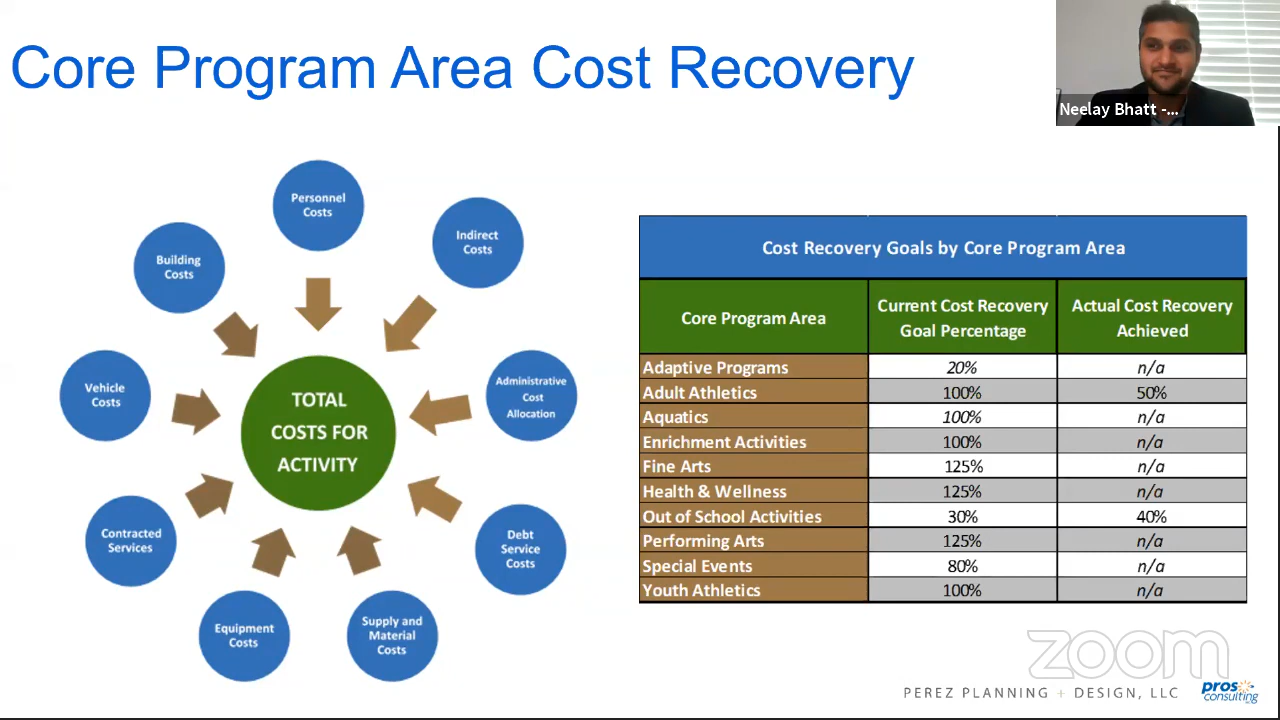 Core Program Area Cost Recovery
Neelay Bhatt -...
Personnel
Costs
Indirect
Costs
Building
Costs
Vehicle
Costs
Administrative
Cost
Allocation
TOTAL
COSTS FOR
ACTIVITY
Contracted
Services
Debt
Service
Costs
Equipment
Costs
Supply and
Material
Costs
Cost Recovery Goals by Core Program Area
Core Program Area Current Cost Recovery Goal Percentage Actual Cost Recovery Achieved
Adaptive Programs 20% n/a
Adult Athletics 100% 50%
Aquatics 100% n/a
Enrichment Activities 100% n/a
Fine Arts 125% n/a
Health & Wellness 125% n/a
Out of School Activities 30% 40%
Performing Arts 125% n/a
Special Events 80% n/a
Youth Athletics 100% n/a
zoom
PEREZ PLANNING + DESIGN, LLC
pros
consulting